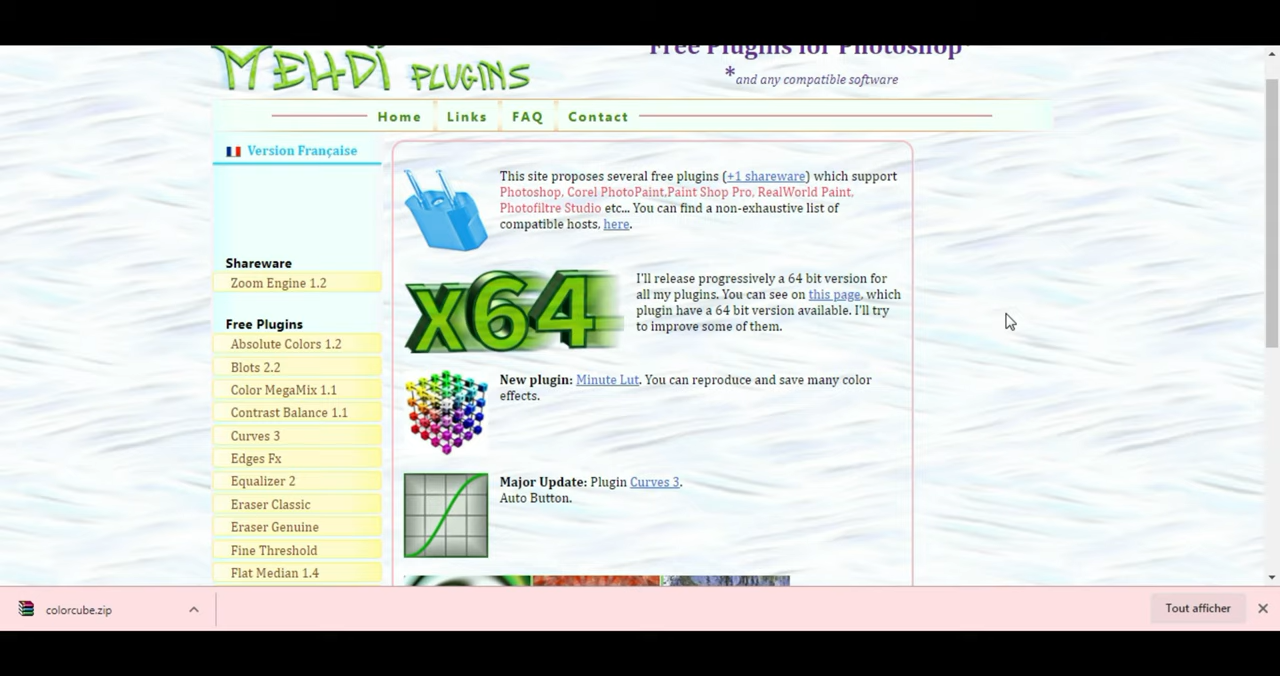 MEHDI PLUGINS
Free Plugins for Photoshop*
*and any compatible software
Home Links FAQ Contact
Version Française
Shareware
Zoom Engine 1.2
Free Plugins
Absolute Colors 1.2
Blots 2.2
Color MegaMix 1.1
Contrast Balance 1.1
Curves 3
Edges Fx
Equalizer 2
Eraser Classic
Eraser Genuine
Fine Threshold
Flat Median 1.4
This site proposes several free plugins (+1 shareware) which support
Photoshop, Corel PhotoPaint,Paint Shop Pro, RealWorld Paint,
Photofiltre Studio etc... You can find a non-exhaustive list of
compatible hosts, here.
x64
I'll release progressively a 64 bit version for
all my plugins. You can see on this page, which
plugin have a 64 bit version available. I'll try
to improve some of them.
New plugin: Minute Lut. You can reproduce and save many color
effects.
Major Update: Plugin Curves 3.
Auto Button.
colorcube.zip
Tout afficher